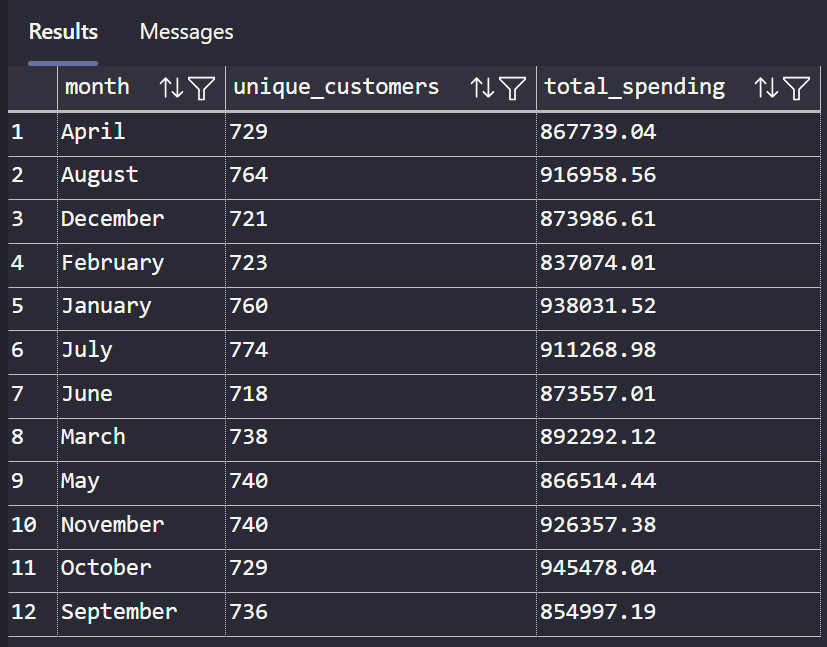 Results Messages
month unique_customers total_spending
1 April 729 867739.04
2 August 764 916958.56
3 December 721 873986.61
4 February 723 837074.01
5 January 760 938031.52
6 July 774 911268.98
7 June 718 873557.01
8 March 738 892292.12
9 May 740 866514.44
10 November 740 926357.38
11 October 729 945478.04
12 September 736 854997.19